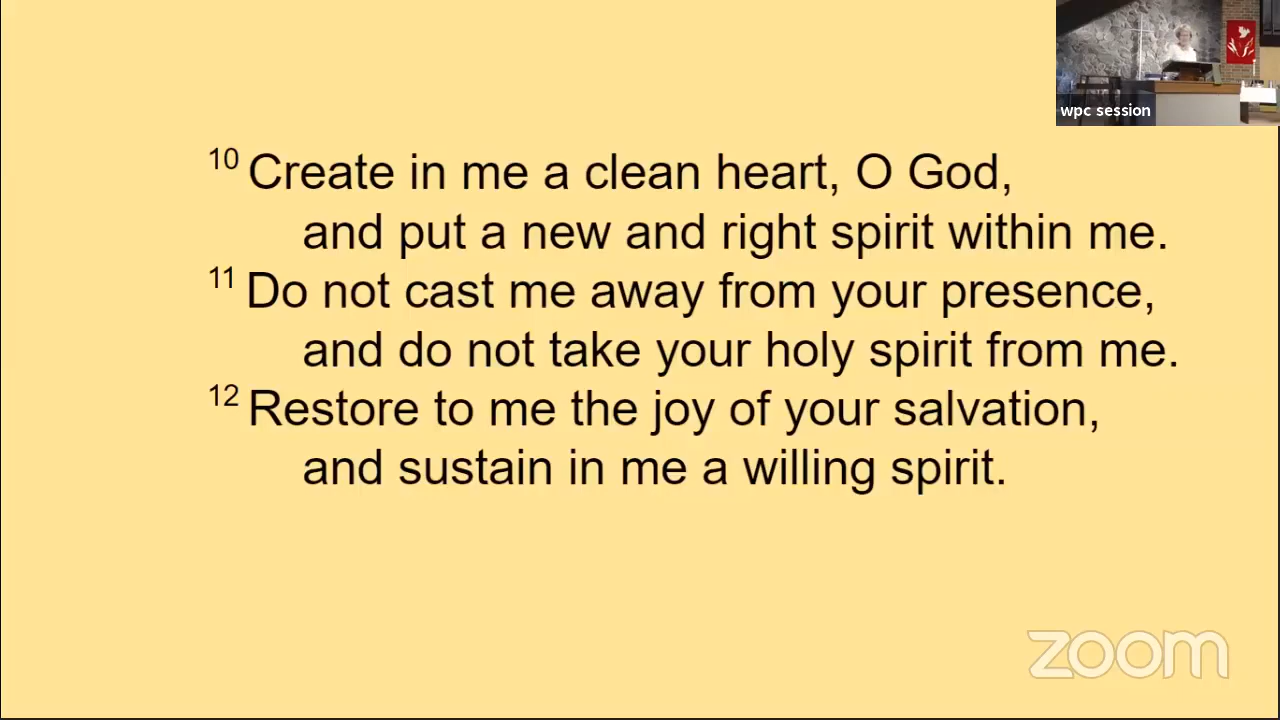 wpc session
10 Create in me a clean heart, O God,
and put a new and right spirit within me.
11 Do not cast me away from your presence,
and do not take your holy spirit from me.
12 Restore to me the joy of your salvation,
and sustain in me a willing spirit.
zoom